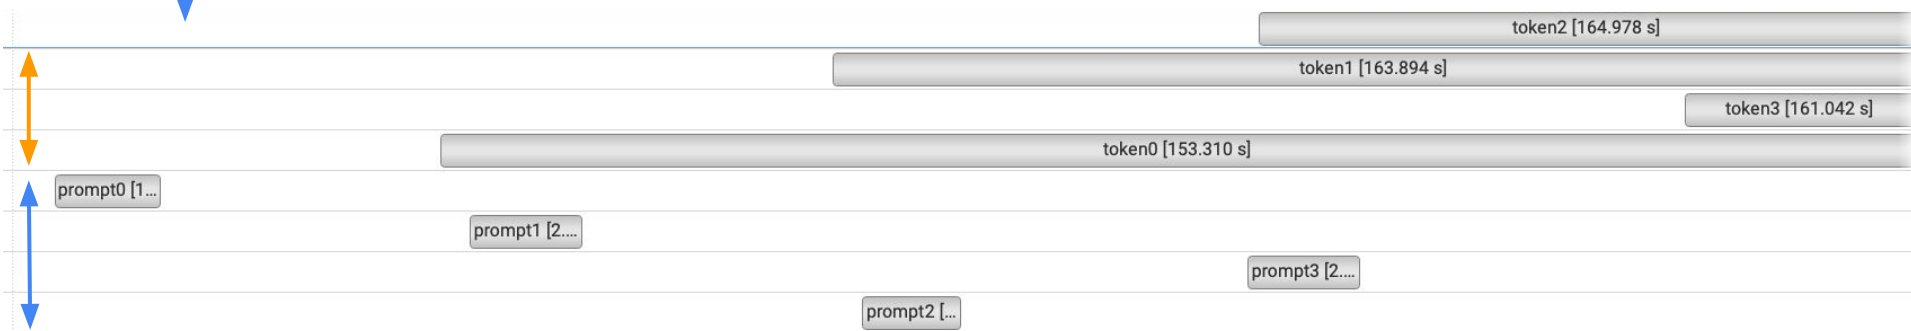 token2 [164.978 s]
token1 [163.894 s]
token3 [161.042 s]
token0 [153.310 s]
prompt0 [1...
prompt1 [2....
prompt3 [2....
prompt2 [...